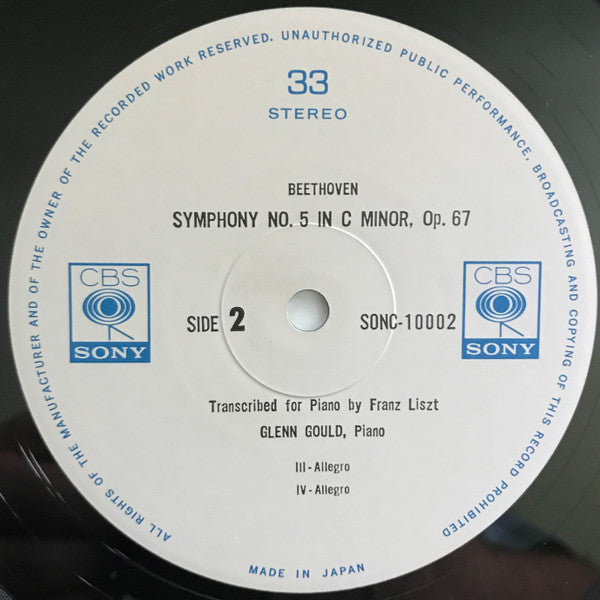 ALL RIGHTS OF THE MANUFACTURER AND OF THE OWNER OF THE RECORDED WORK RESERVED. UNAUTHORIZED PUBLIC PERFORMANCE, BROADCASTING AND COPYING OF THIS RECORD PROHIBITED
33
STEREO
BEETHOVEN
SYMPHONY NO. 5 IN C MINOR, Op. 67
CBS
SONY
SIDE 2
SONC-10002
CBS
SONY
Transcribed for Piano by Franz Liszt
GLENN GOULD, Piano
III-Allegro
IV-Allegro
MADE IN JAPAN